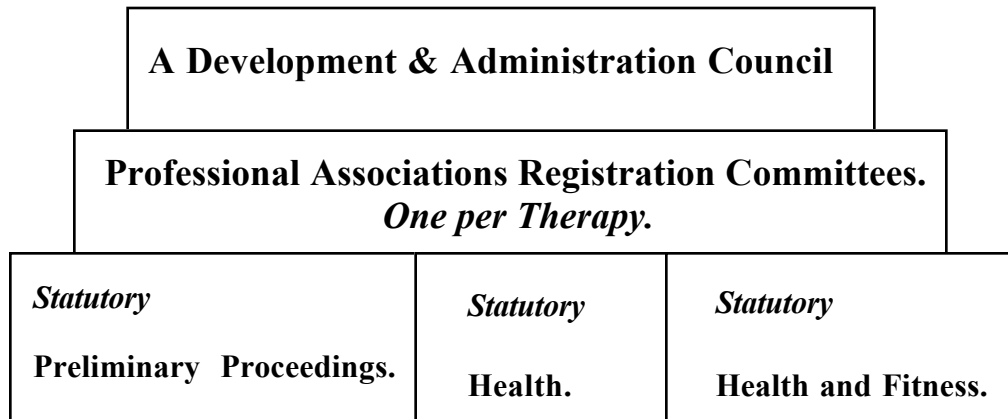 A Development & Administration Council
Professional Associations Registration Committees.
One per Therapy.
Statutory
Preliminary Proceedings.
Statutory
Health.
Statutory
Health and Fitness.